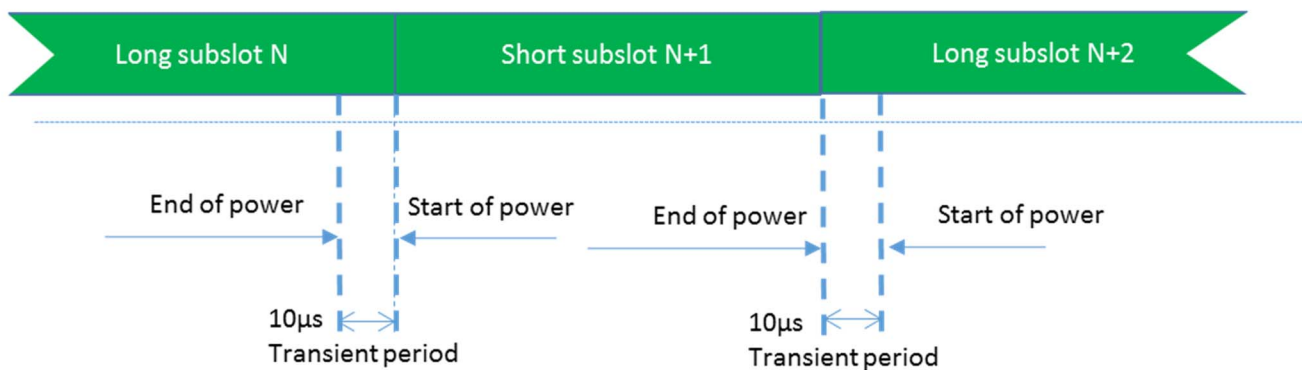 Long subslot N
Short subslot N+1
Long subslot N+2
End of power
Start of power
End of power
Start of power
10µs
Transient period
10µs
Transient period